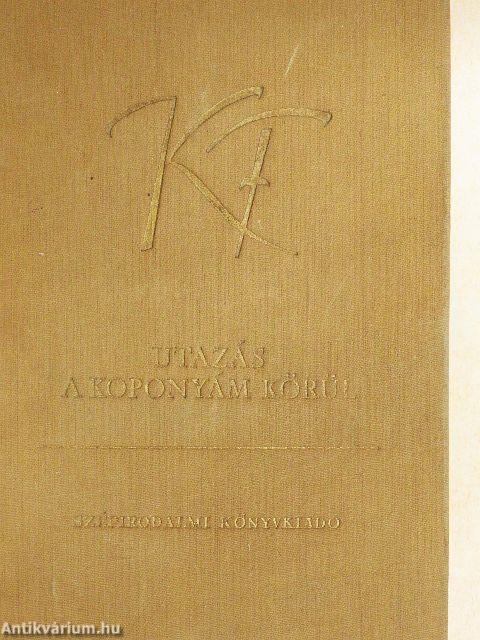 KF
UTAZÁS
A KOPONYÁM KÖRÜL
SZÉPIRODALMI KÖNYVKIADÓ
Antikvárium.hu